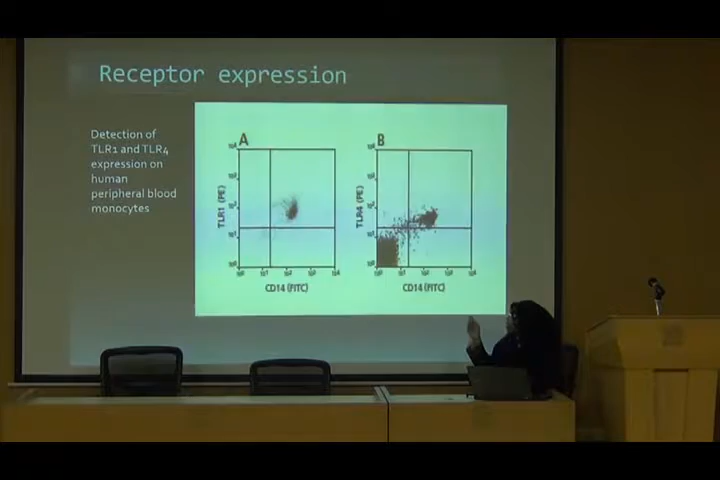 Receptor expression
Detection of
TLR1 and TLR4
expression on
human
peripheral blood
monocytes
A
B
TLR1 (PE)
TLR4 (PE)
CD14 (FITC)
CD14 (FITC)